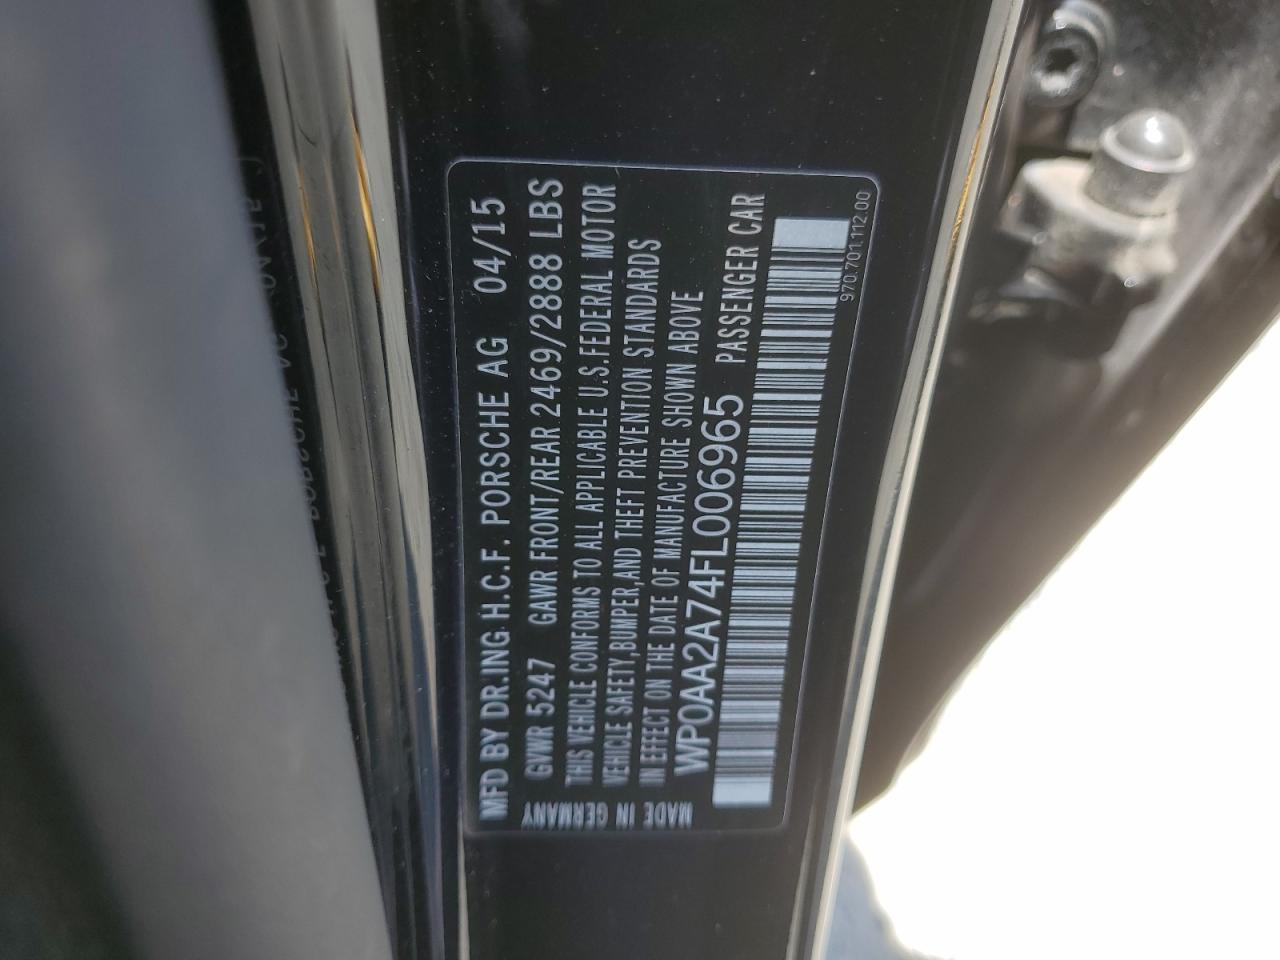 MFD BY DR.ING H.C.F. PORSCHE AG 04/15
GVWR 5247 GAWR FRONT/REAR 2469/2888 LBS
THIS VEHICLE CONFORMS TO ALL APPLICABLE U.S.FEDERAL MOTOR
VEHICLE SAFETY,BUMPER,AND THEFT PREVENTION STANDARDS
IN EFFECT ON THE DATE OF MANUFACTURE SHOWN ABOVE
WP0AA2A74FL006965 PASSENGER CAR
970.701.112.00
MADE IN GERMANY